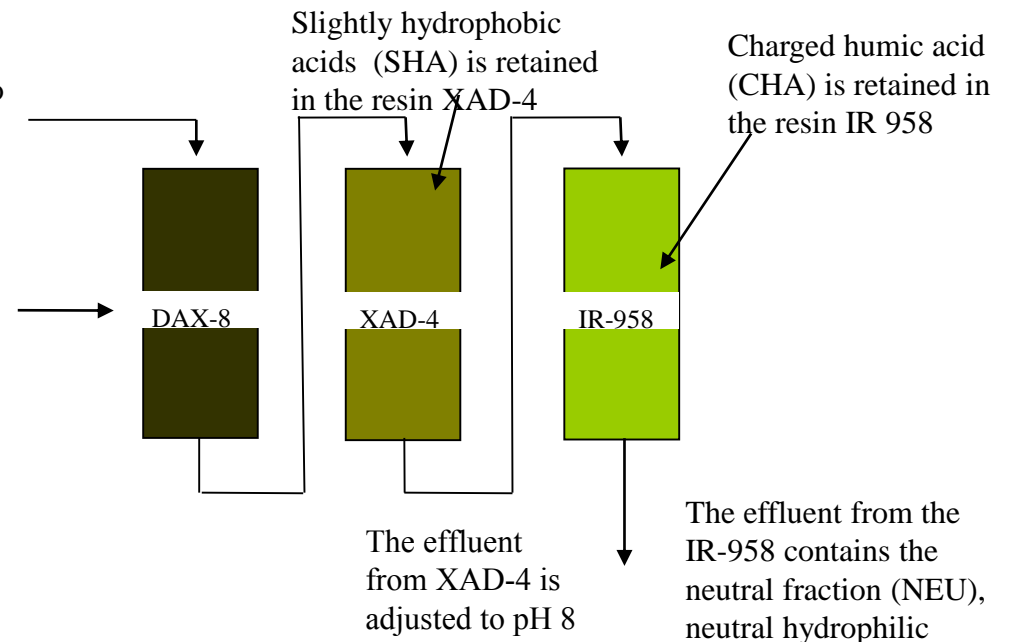 Slightly hydrophobic
acids (SHA) is retained
in the resin XAD-4
Charged humic acid
(CHA) is retained in
the resin IR 958
DAX-8
XAD-4
IR-958
The effluent
from XAD-4 is
adjusted to pH 8
The effluent from the
IR-958 contains the
neutral fraction (NEU),
neutral hydrophilic